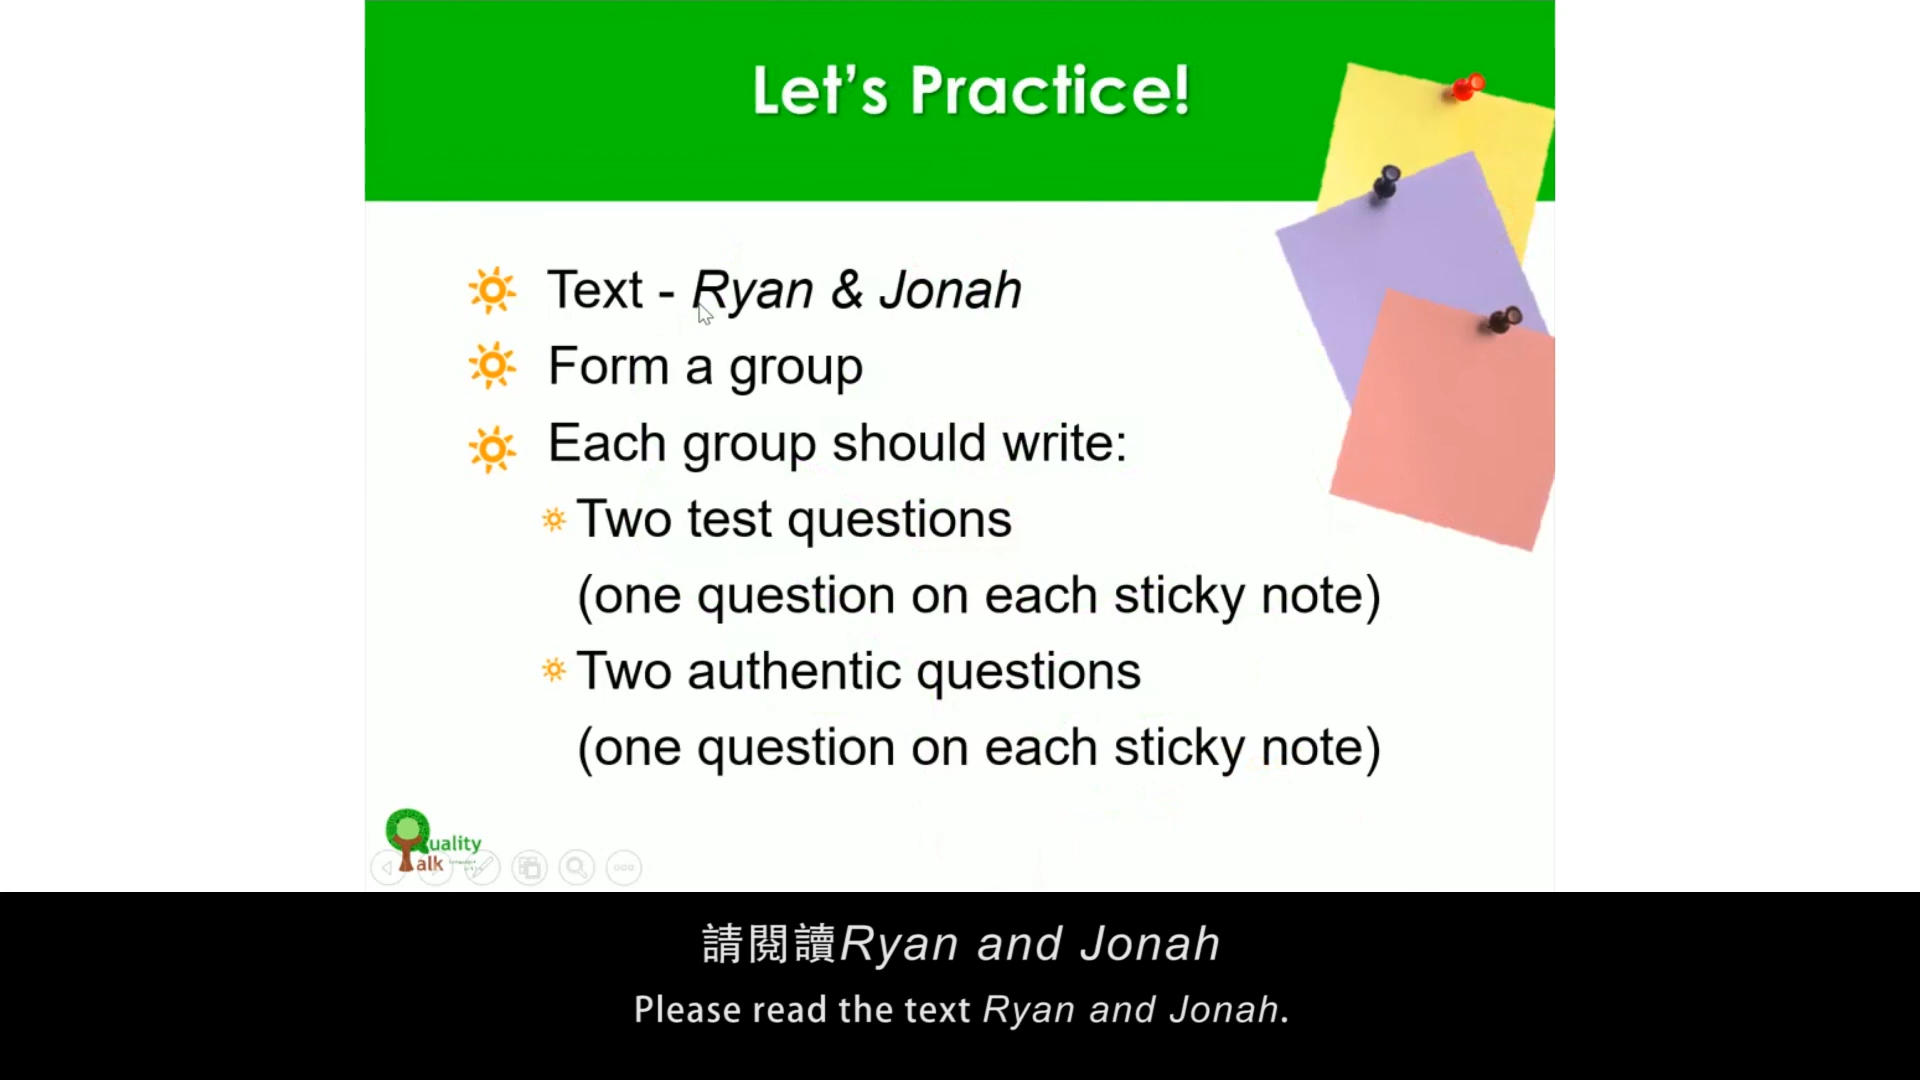 Let's Practice!
Text - Ryan & Jonah
Form a group
Each group should write:
Two test questions
(one question on each sticky note)
Two authentic questions
(one question on each sticky note)
Quality
Talk
請閱讀Ryan and Jonah
Please read the text Ryan and Jonah.